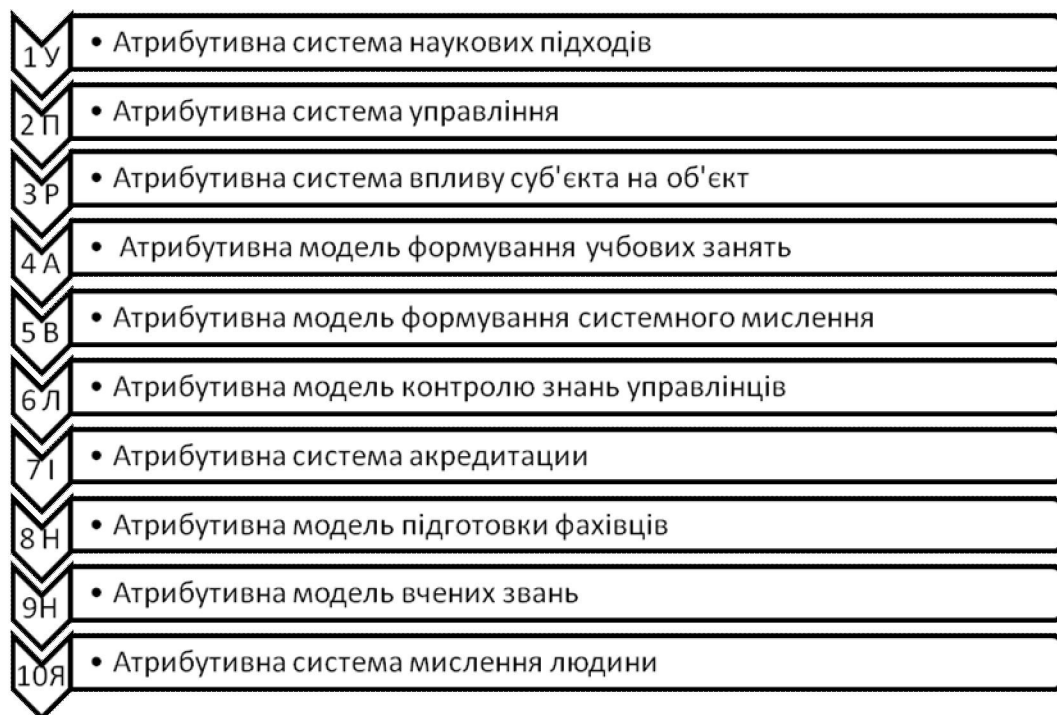 1 У • Атрибутивна система наукових підходів
2 П • Атрибутивна система управління
3 Р • Атрибутивна система впливу суб'єкта на об'єкт
4 А • Атрибутивна модель формування учбових занять
5 В • Атрибутивна модель формування системного мислення
6 Л • Атрибутивна модель контролю знань управлінців
7 І • Атрибутивна система акредитации
8 Н • Атрибутивна модель підготовки фахівців
9Н • Атрибутивна модель вчених звань
10Я • Атрибутивна система мислення людини